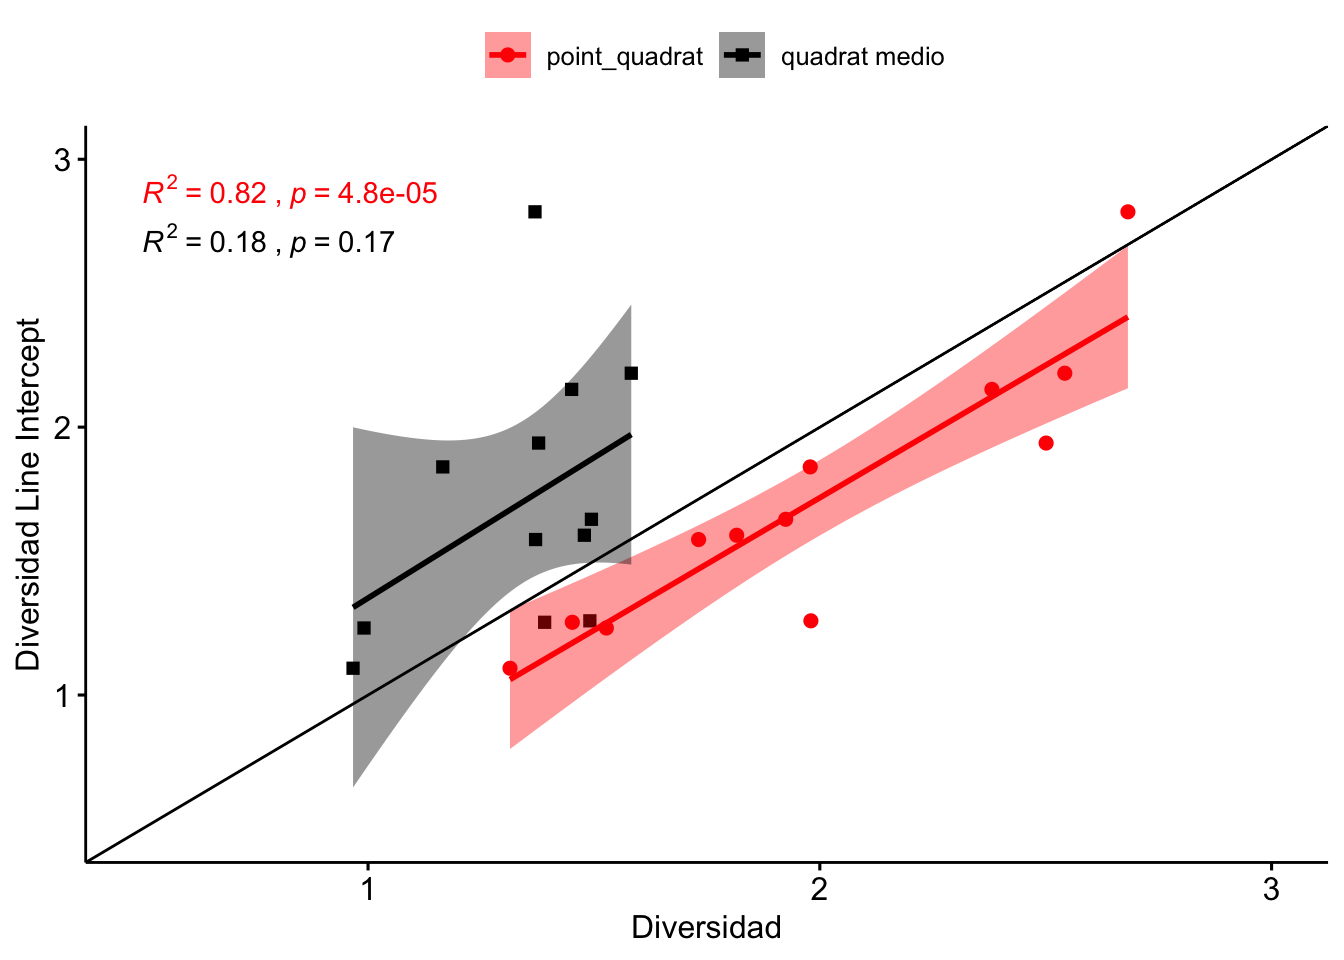 point_quadrat quadrat medio
R² = 0.82 , p = 4.8e-05
R² = 0.18 , p = 0.17
3
2
1
Diversidad Line Intercept
1 2 3
Diversidad